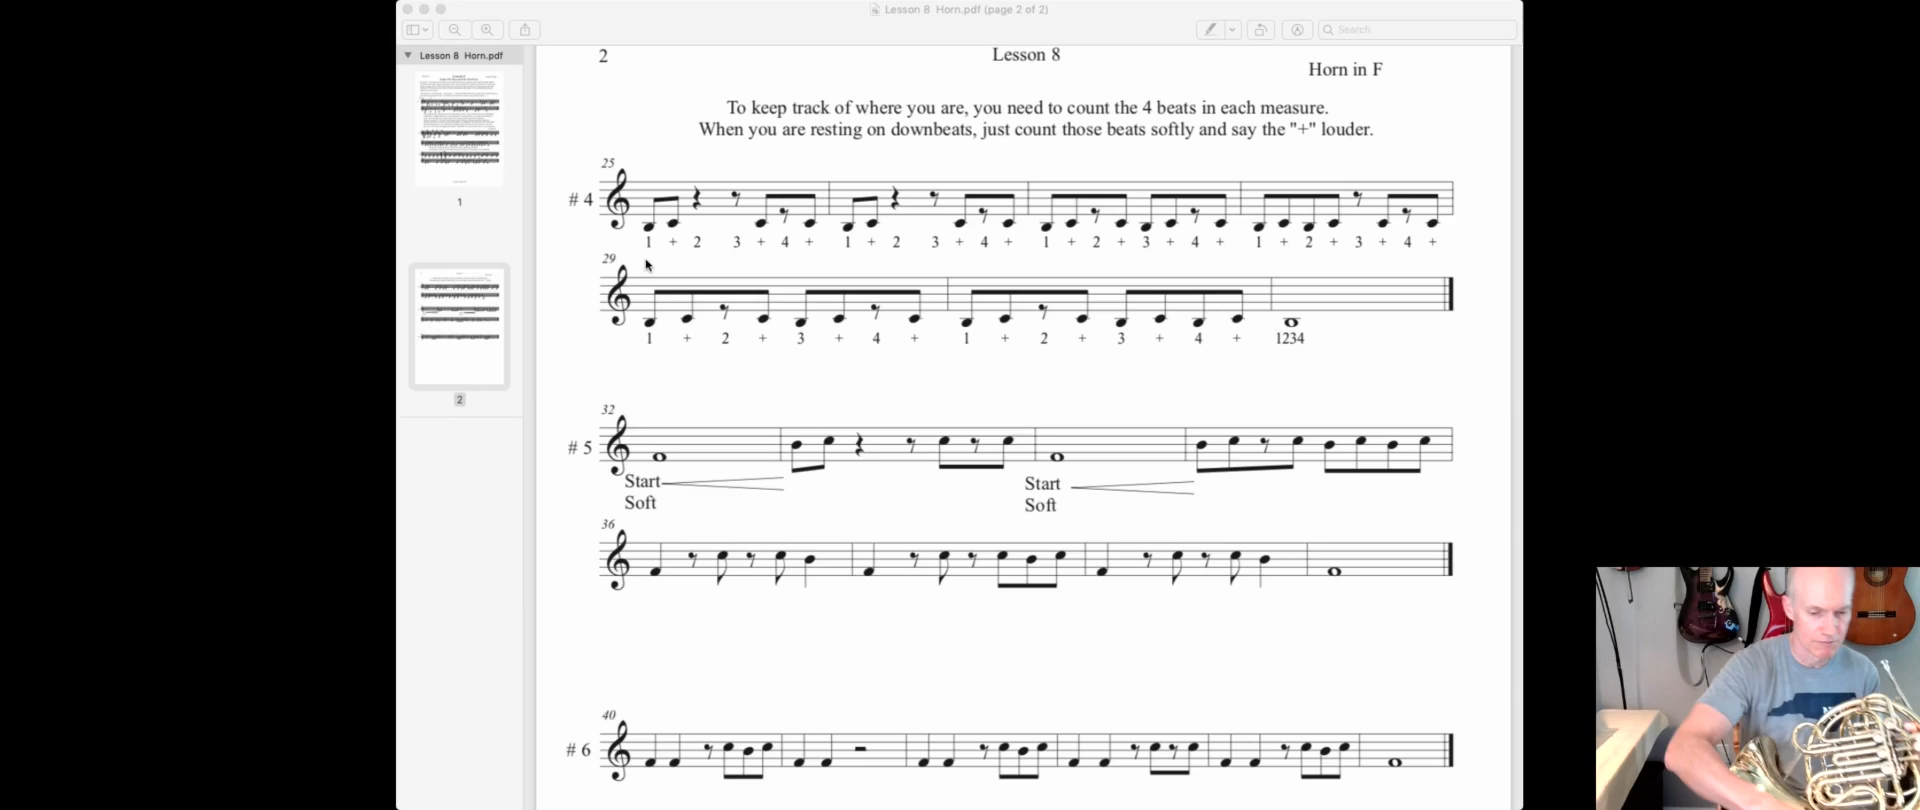 Lesson 8 Horn.pdf (page 2 of 2)
Search
Lesson 8 Horn.pdf
1
2
2
Lesson 8
Horn in F
To keep track of where you are, you need to count the 4 beats in each measure.
When you are resting on downbeats, just count those beats softly and say the "+" louder.
25
# 4
1 + 2 3 + 4 + 1 + 2 3 + 4 + 1 + 2 + 3 + 4 + 1 + 2 + 3 + 4 +
29
1 + 2 + 3 + 4 + 1 + 2 + 3 + 4 + 1234
32
# 5
Start Start
Soft Soft
36
40
# 6